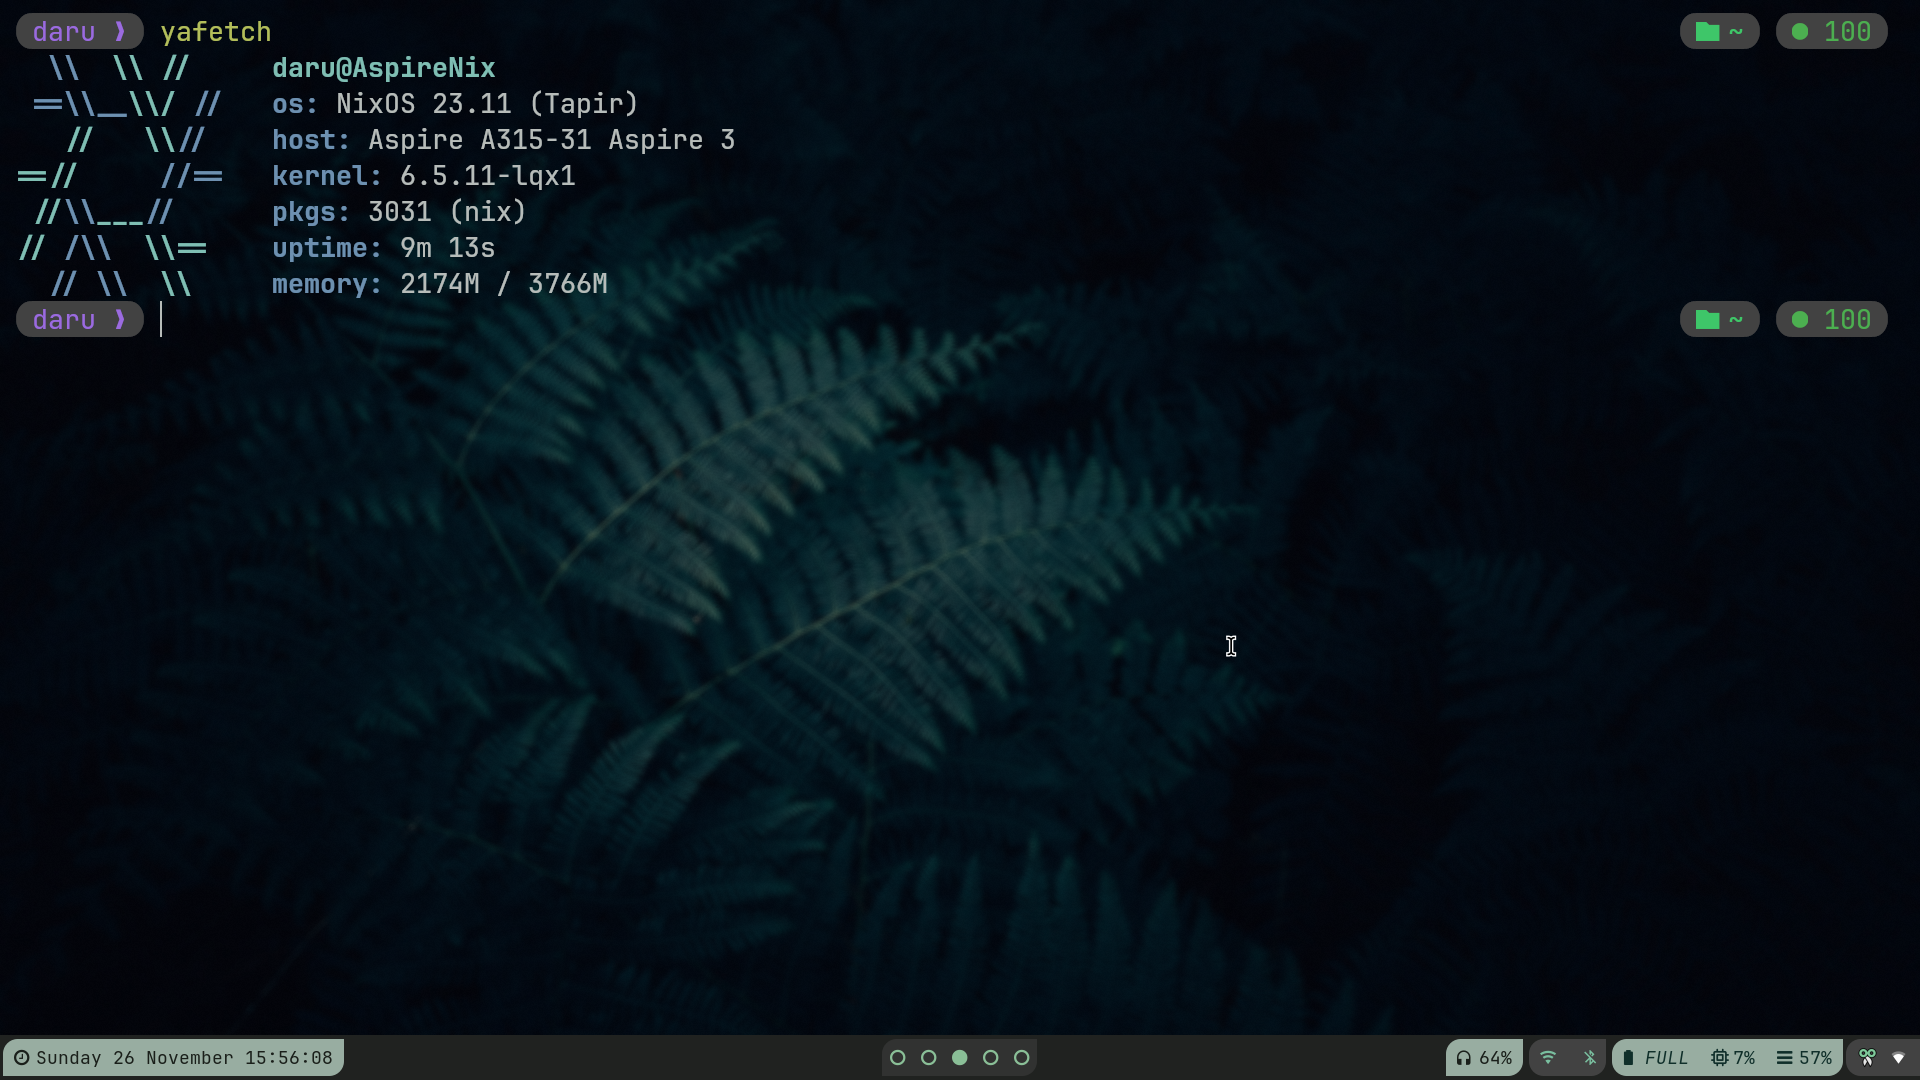 daru ❱ yafetch ~ 100
\\  \\ // daru@AspireNix
==\\__\\/ // os: NixOS 23.11 (Tapir)
//   \\// host: Aspire A315-31 Aspire 3
==//     //== kernel: 6.5.11-lqx1
//\\___// pkgs: 3031 (nix)
// /\\  \\== uptime: 9m 13s
// \\  \\ memory: 2174M / 3766M
daru ❱ ~ 100
Sunday 26 November 15:56:08 64% FULL 7% 57%